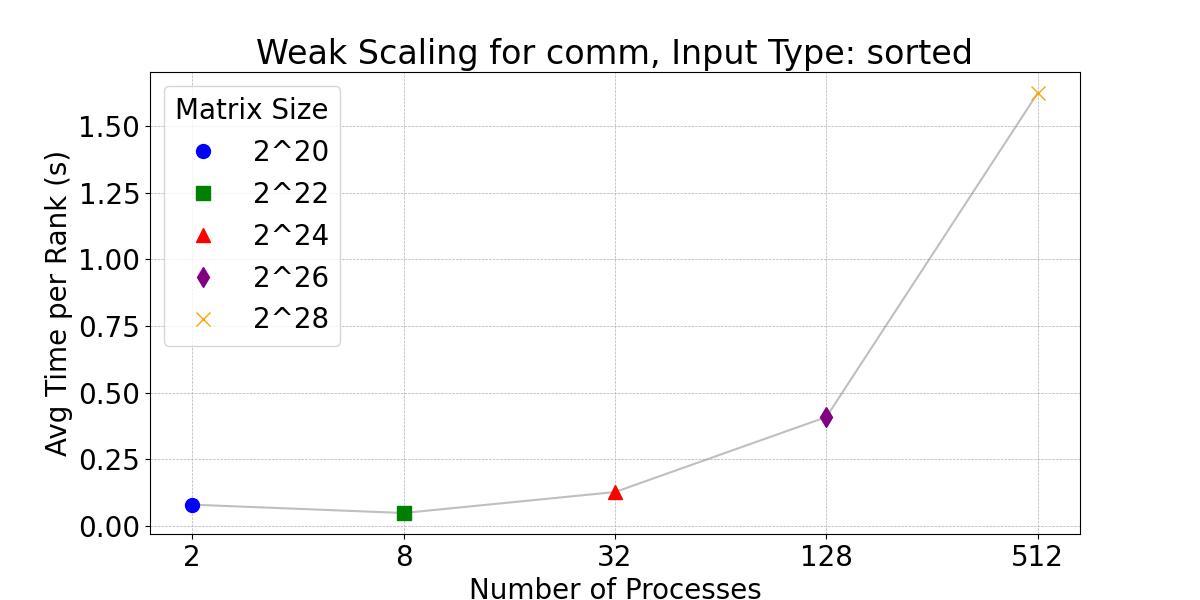 Weak Scaling for comm, Input Type: sorted
Matrix Size
2^20
2^22
2^24
2^26
2^28
Avg Time per Rank (s)
1.50
1.25
1.00
0.75
0.50
0.25
0.00
2 8 32 128 512
Number of Processes